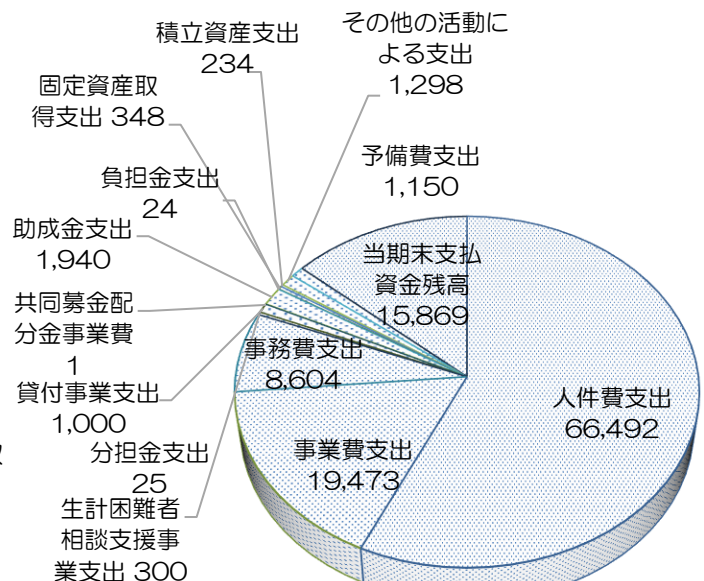 積立資産支出
234
その他の活動に
よる支出
1,298
固定資産取
得支出 348
予備費支出
1,150
負担金支出
24
助成金支出
1,940
当期末支払
資金残高
15,869
共同募金配
分金事業費
1
事務費支出
8,604
貸付事業支出
1,000
人件費支出
66,492
分担金支出
25
事業費支出
19,473
生計困難者
相談支援事
業支出 300